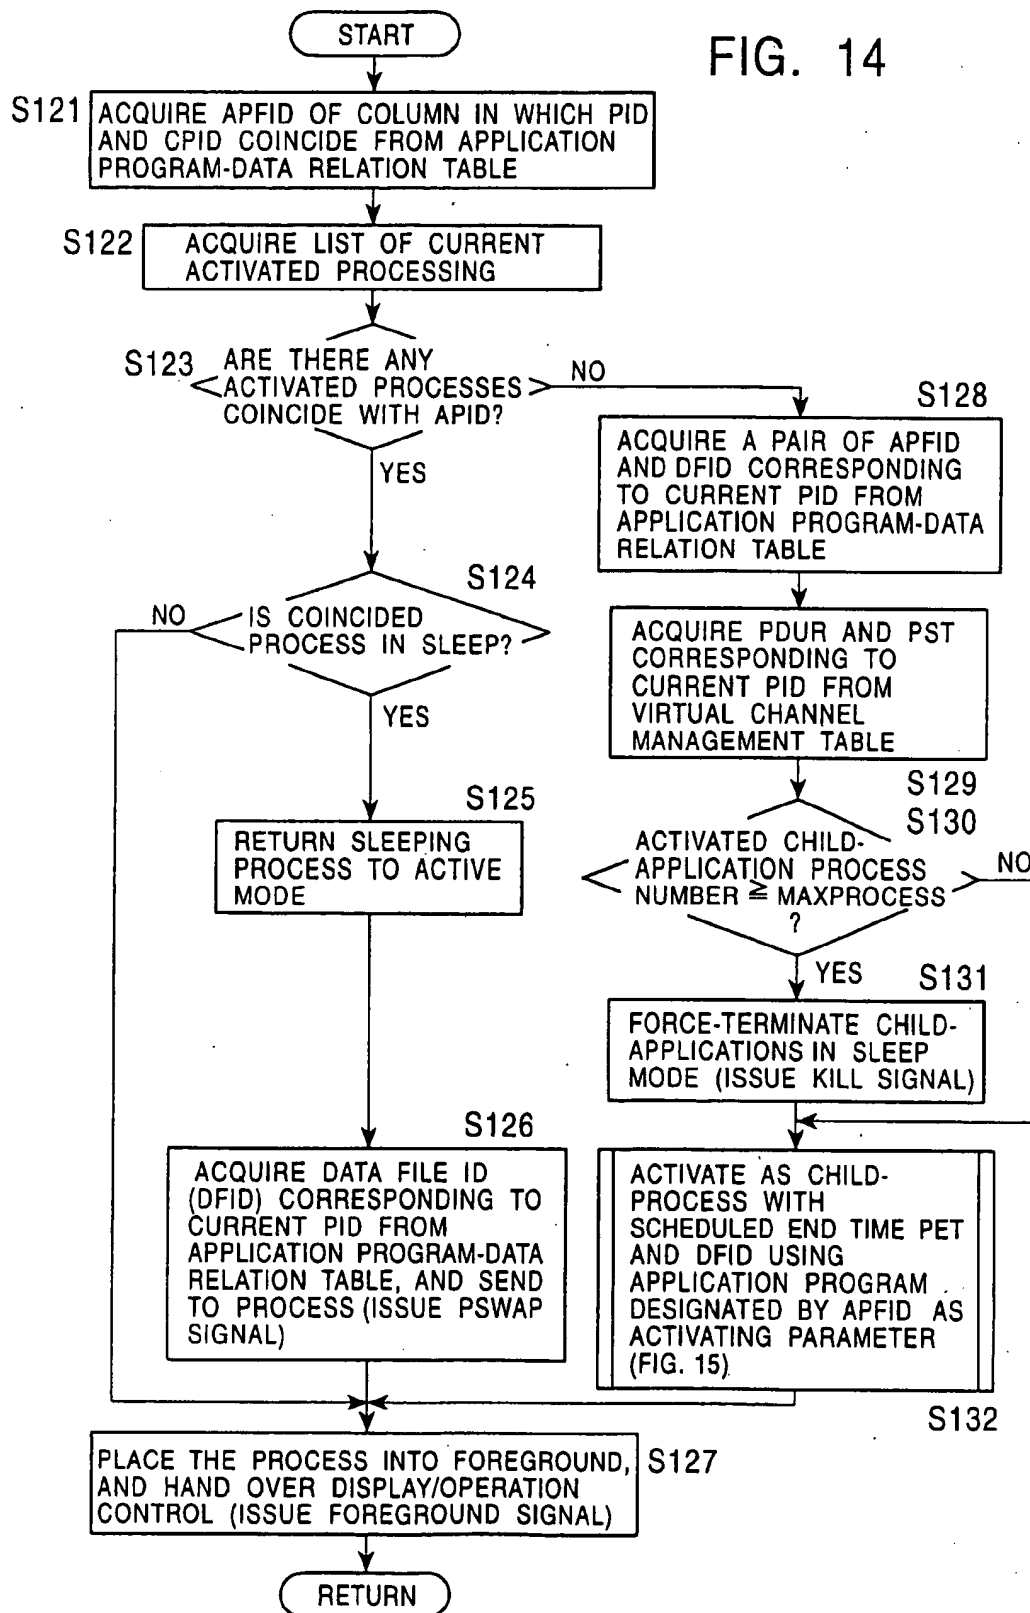 START
FIG. 14
S121
ACQUIRE APFID OF COLUMN IN WHICH PID
AND CPID COINCIDE FROM APPLICATION
PROGRAM-DATA RELATION TABLE
S122
ACQUIRE LIST OF CURRENT
ACTIVATED PROCESSING
S123
ARE THERE ANY
ACTIVATED PROCESSES
COINCIDE WITH APID?
NO
YES
S124
IS COINCIDED
PROCESS IN SLEEP?
NO
YES
S125
RETURN SLEEPING
PROCESS TO ACTIVE
MODE
S126
ACQUIRE DATA FILE ID
(DFID) CORRESPONDING TO
CURRENT PID FROM
APPLICATION PROGRAM-DATA
RELATION TABLE, AND SEND
TO PROCESS (ISSUE PSWAP
SIGNAL)
S128
ACQUIRE A PAIR OF APFID
AND DFID CORRESPONDING
TO CURRENT PID FROM
APPLICATION PROGRAM-DATA
RELATION TABLE
ACQUIRE PDUR AND PST
CORRESPONDING TO
CURRENT PID FROM
VIRTUAL CHANNEL
MANAGEMENT TABLE
S129
S130
ACTIVATED CHILD-
APPLICATION PROCESS
NUMBER ≧ MAXPROCESS
?
NO
YES
S131
FORCE-TERMINATE CHILD-
APPLICATIONS IN SLEEP
MODE (ISSUE KILL SIGNAL)
ACTIVATE AS CHILD-
PROCESS WITH
SCHEDULED END TIME PET
AND DFID USING
APPLICATION PROGRAM
DESIGNATED BY APFID AS
ACTIVATING PARAMETER
(FIG. 15)
S132
PLACE THE PROCESS INTO FOREGROUND,
AND HAND OVER DISPLAY/OPERATION
CONTROL (ISSUE FOREGROUND SIGNAL)
S127
RETURN